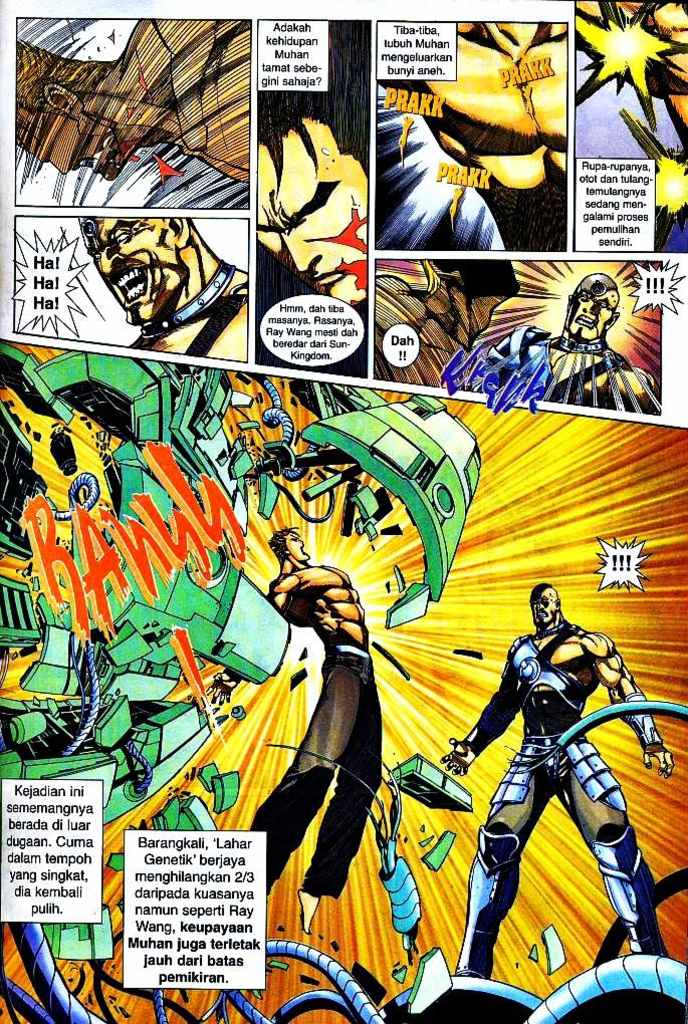 Adakah
kehidupan
Muhan
tamat sebe-
gini sahaja?
Tiba-tiba,
tubuh Muhan
mengeluarkan
bunyi aneh.
PRAKK
PRAKK
PRAKK
Rupa-rupanya,
otot dan tulang-
temulangnya
sedang men-
galami proses
pemulihan
sendiri.
Ha!
Ha!
Ha!
Hmm, dah tiba
masanya. Rasanya,
Ray Wang mesti dah
beredar dari Sun-
Kingdom.
Dah
!!
!!!
!!!
Kejadian ini
sememangnya
berada di luar
dugaan. Cuma
dalam tempoh
yang singkat,
dia kembali
pulih.
Barangkali, 'Lahar
Genetik' berjaya
menghilangkan 2/3
daripada kuasanya
namun seperti Ray
Wang, keupayaan
Muhan juga terletak
jauh dari batas
pemikiran.